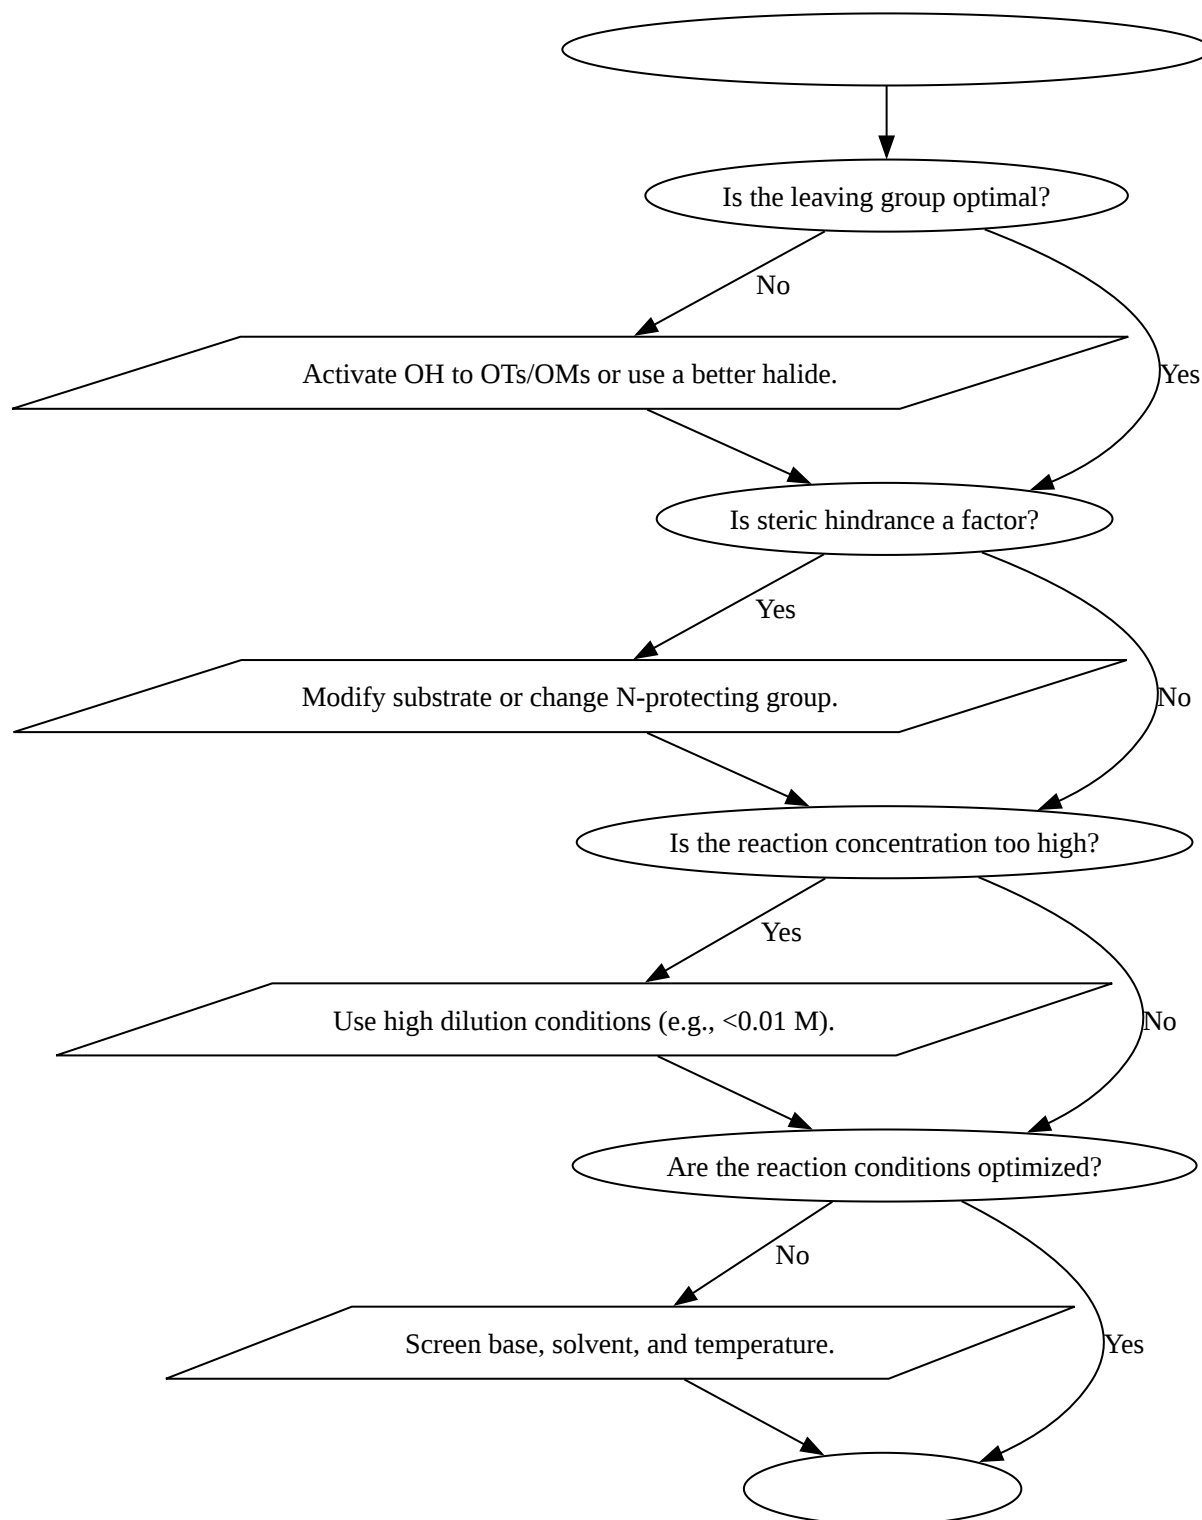 Is the leaving group optimal?
No
Activate OH to OTs/OMs or use a better halide.
Yes
Is steric hindrance a factor?
Yes
Modify substrate or change N-protecting group.
No
Is the reaction concentration too high?
Yes
Use high dilution conditions (e.g., <0.01 M).
No
Are the reaction conditions optimized?
No
Screen base, solvent, and temperature.
Yes